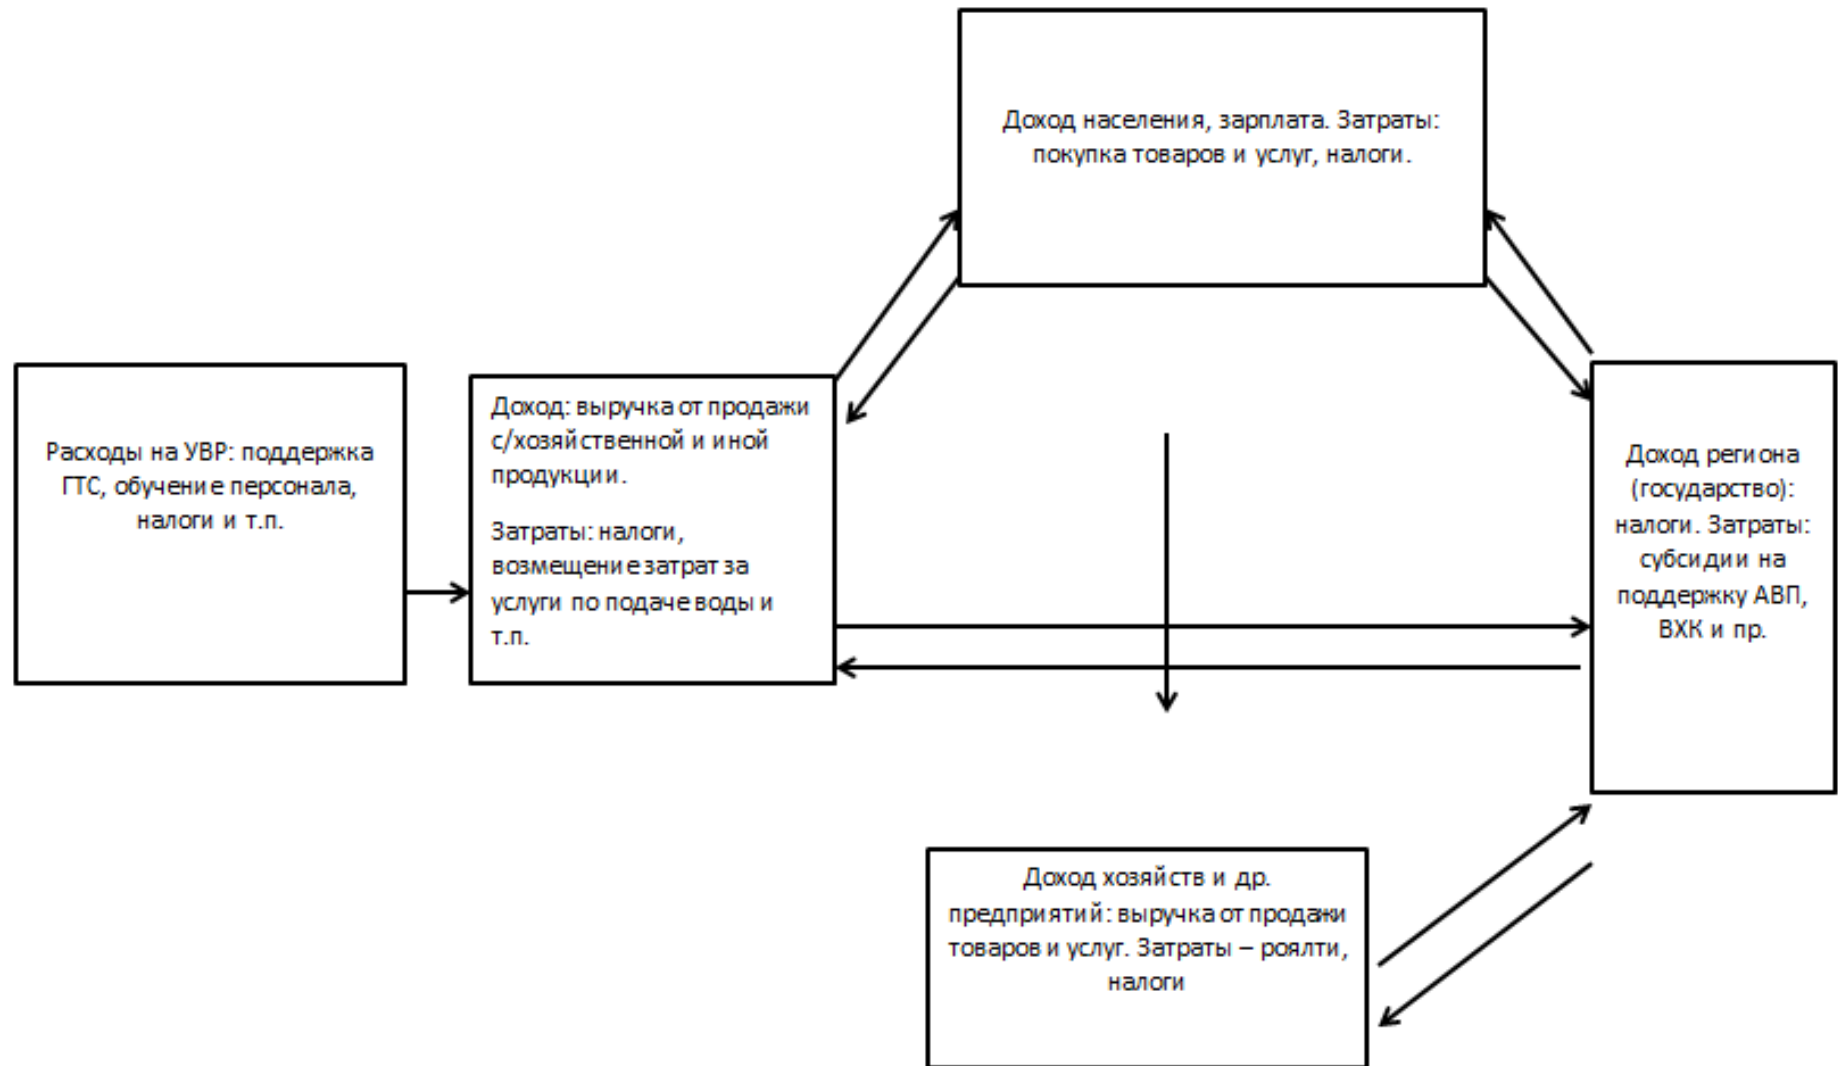 Доход населения, зарплата. Затраты:
покупка товаров и услуг, налоги.
Расходы на УВР: поддержка
ГТС, обучение персонала,
налоги и т.п.
Доход: выручка от продажи
с/хозяйственной и иной
продукции.
Затраты: налоги,
возмещение затрат за
услуги по подаче воды и
т.п.
Доход региона
(государство):
налоги. Затраты:
субсидии на
поддержку АВП,
ВХК и пр.
Доход хозяйств и др.
предприятий: выручка от продажи
товаров и услуг. Затраты – роялти,
налоги